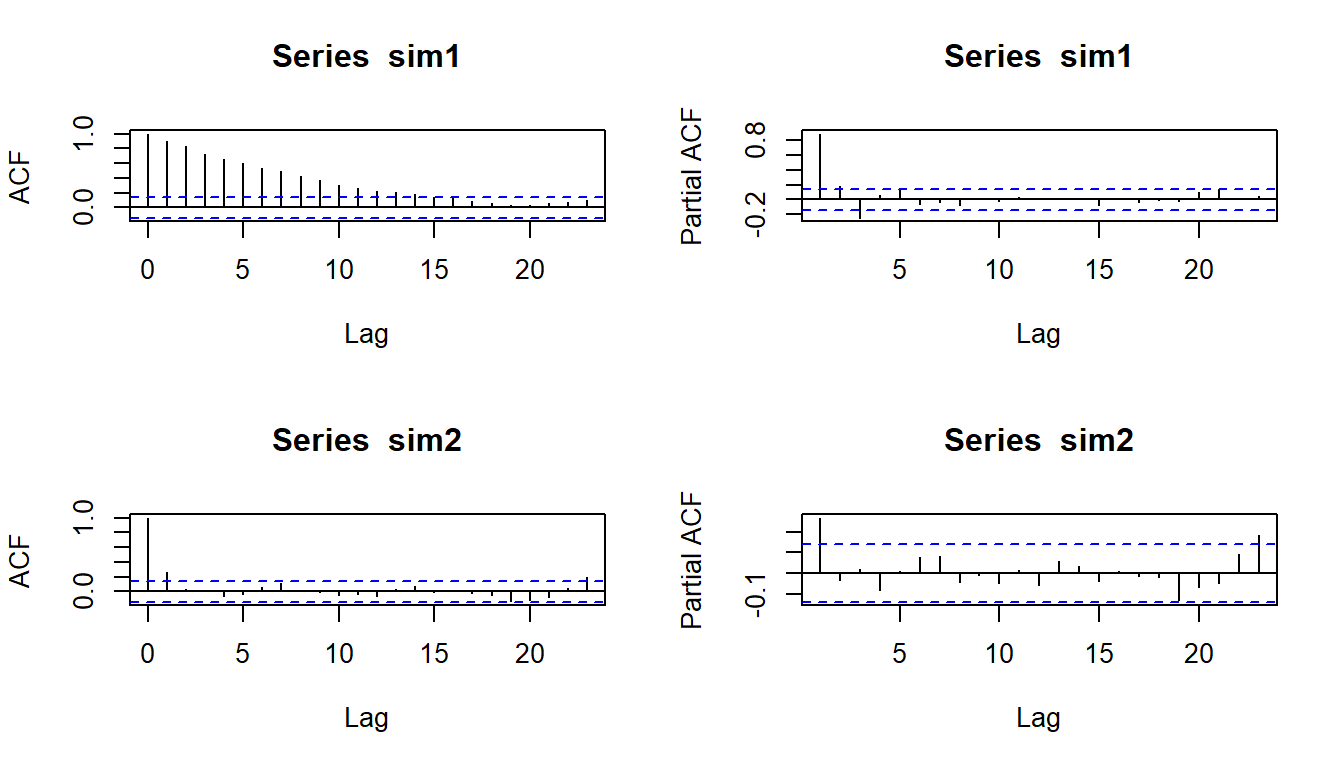 Series  sim1
ACF
0.0 1.0
0 5 10 15 20
Lag
Series  sim1
Partial ACF
-0.2 0.8
5 10 15 20
Lag
Series  sim2
ACF
0.0 1.0
0 5 10 15 20
Lag
Series  sim2
Partial ACF
-0.1
5 10 15 20
Lag